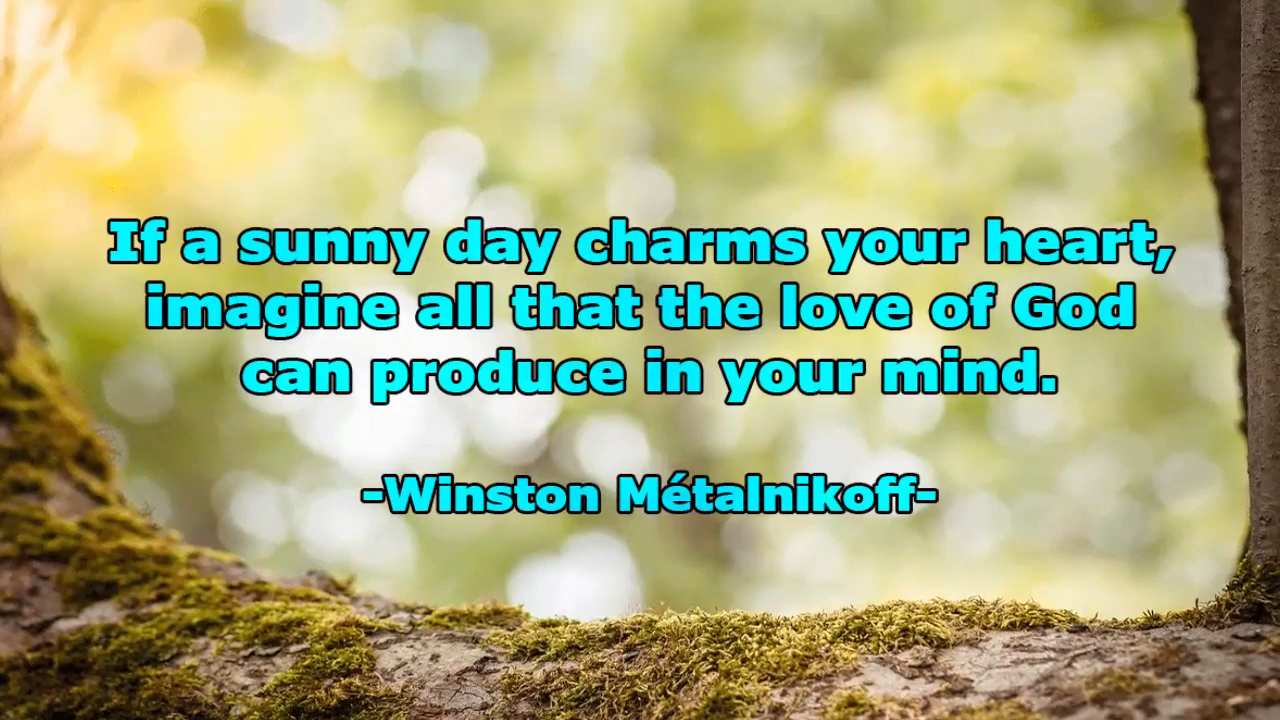 If a sunny day charms your heart,
imagine all that the love of God
can produce in your mind.
-Winston Métalnikoff-